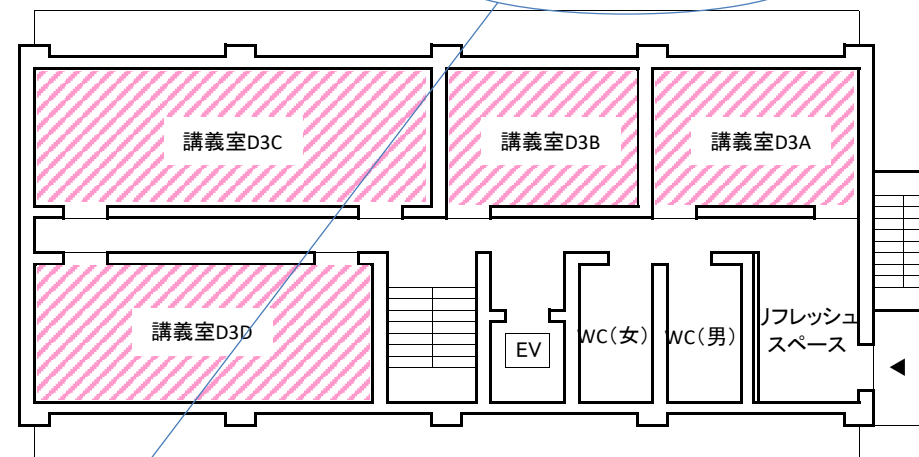 講義室D3C
講義室D3B
講義室D3A
講義室D3D
EV
WC(女)
WC(男)
リフレッシュ
スペース